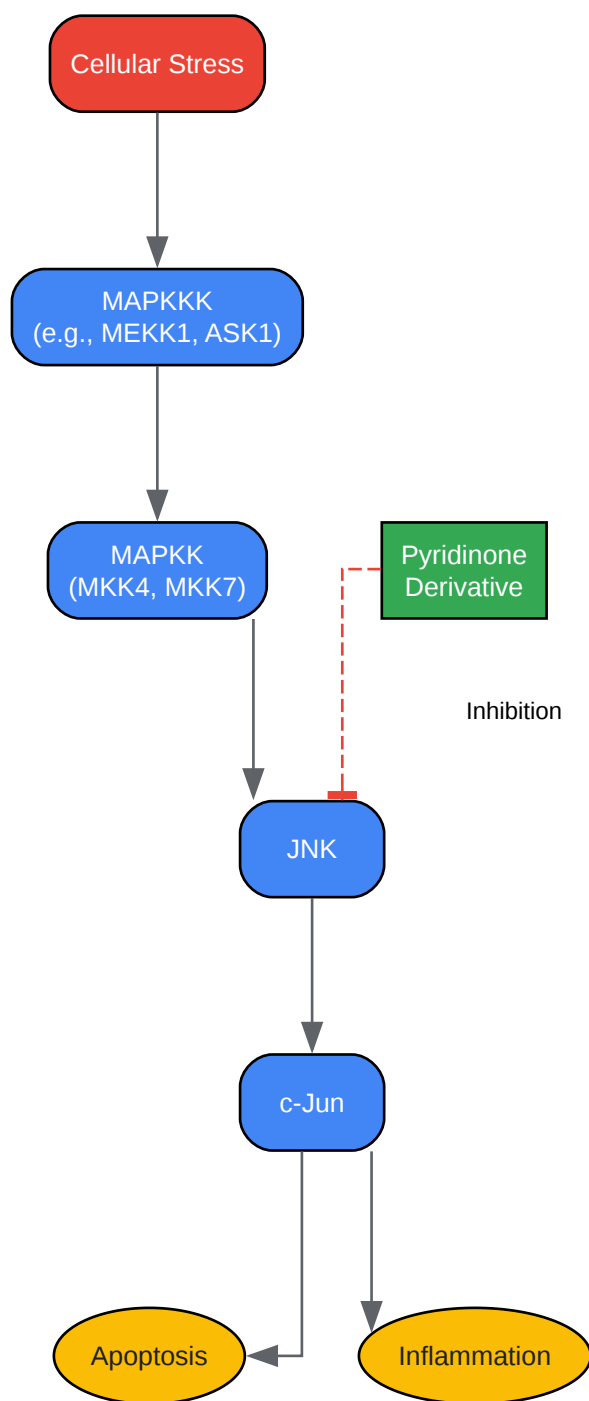 Cellular Stress
MAPKKK
(e.g., MEKK1, ASK1)
MAPKK
(MKK4, MKK7)
Pyridinone
Derivative
Inhibition
JNK
c-Jun
Apoptosis
Inflammation